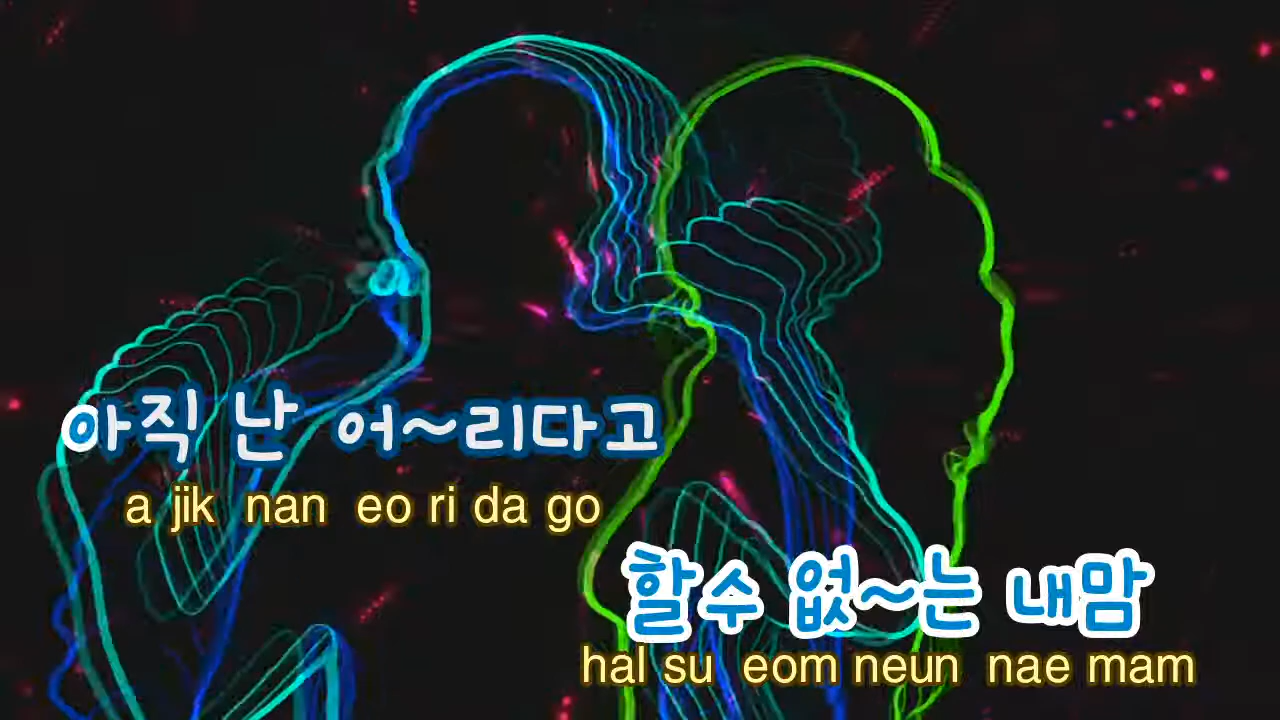 아직 난 어~리다고
a jik nan eo ri da go
할수 없~는 내맘
hal su eom neun nae mam